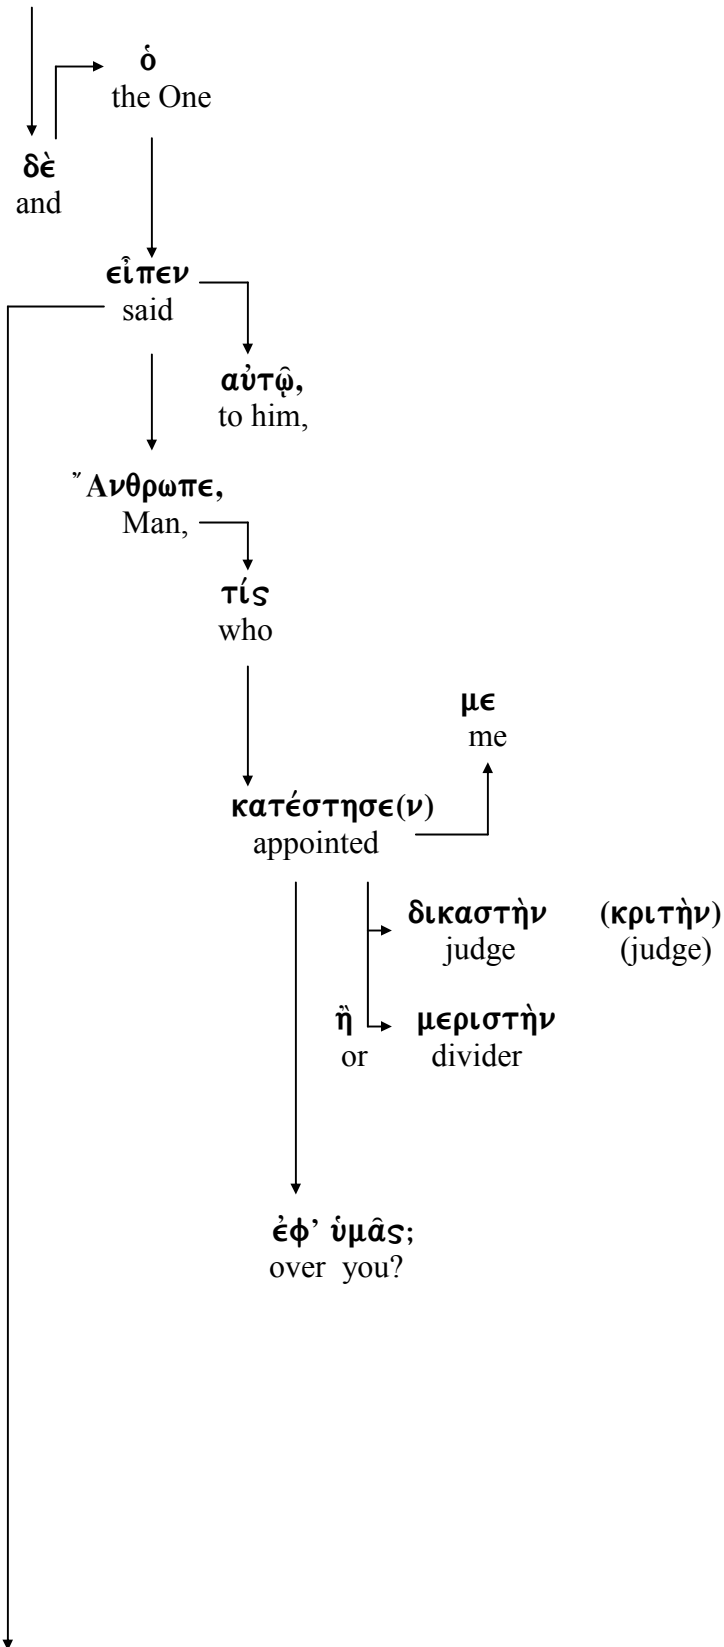 ὁ
the One
δὲ
and
εἶπεν
said
αὐτῷ,
to him,
Ἄνθρωπε,
Man,
τίς
who
με
me
κατέστησε(ν)
appointed
δικαστὴν (κριτὴν)
judge (judge)
ἢ μεριστὴν
or divider
ἐφ’ ὑμᾶς;
over you?